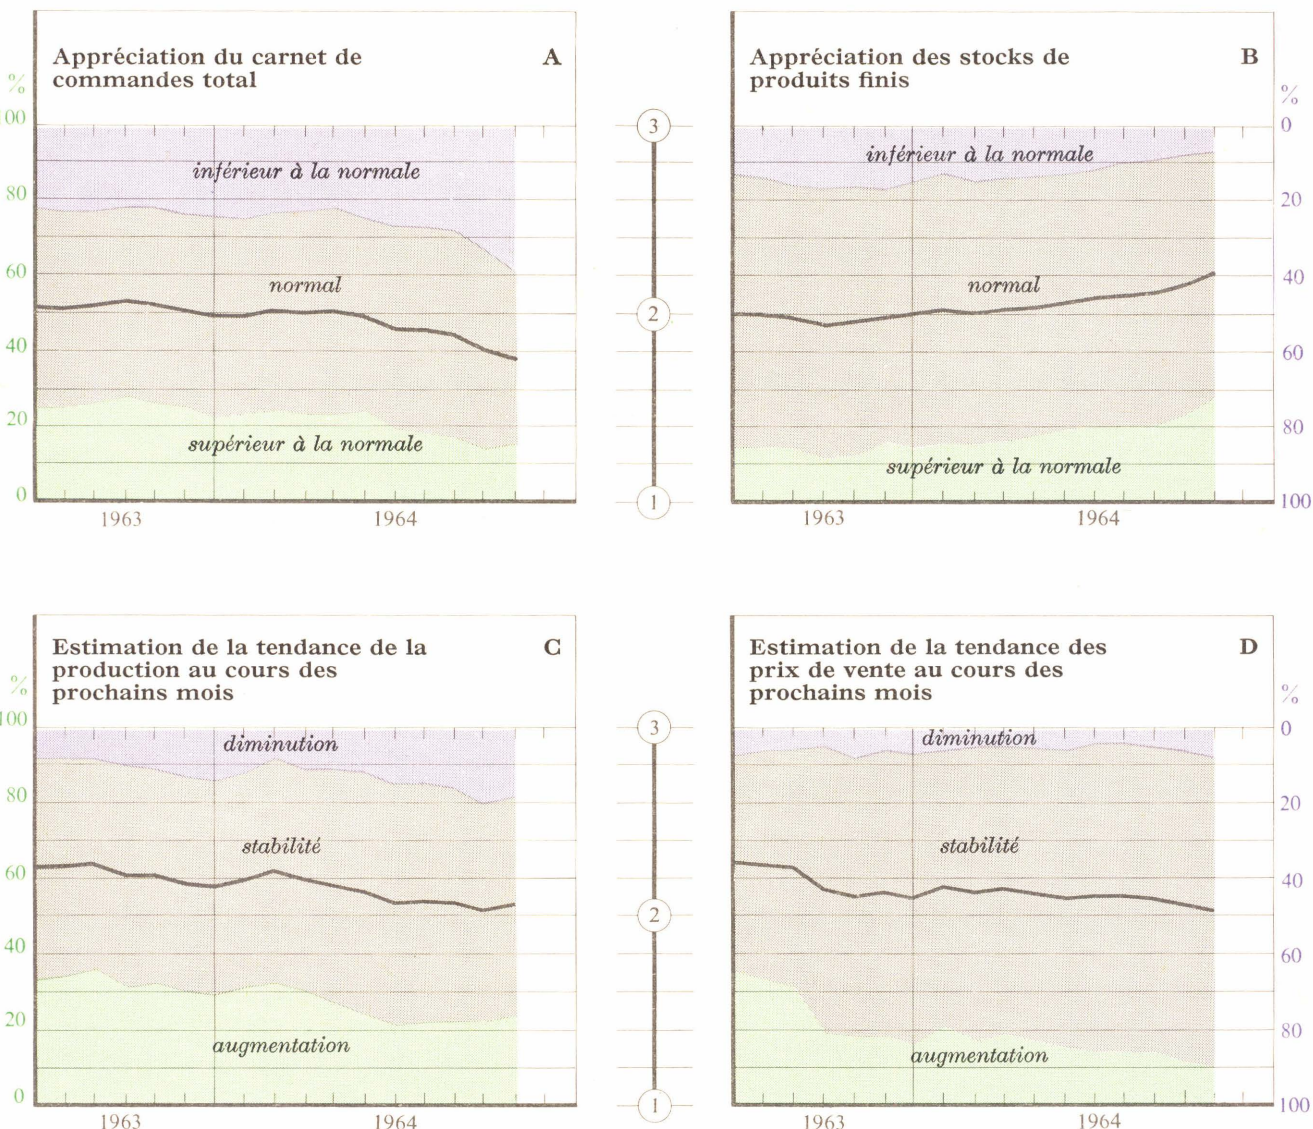 Appréciation du carnet de
commandes total
A
%
100
inférieur à la normale
80
normal
60
40
20
supérieur à la normale
0
1963
1964
3
2
1
Appréciation des stocks de
produits finis
B
%
0
inférieur à la normale
20
40
normal
60
80
supérieur à la normale
100
1963
1964
Estimation de la tendance de la
production au cours des
prochains mois
C
%
100
diminution
80
stabilité
60
40
20
augmentation
0
1963
1964
3
2
1
Estimation de la tendance des
prix de vente au cours des
prochains mois
D
%
0
diminution
20
stabilité
40
60
80
augmentation
100
1963
1964